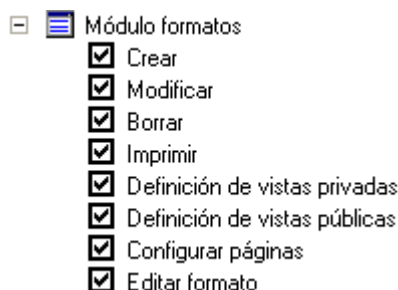 Módulo formatos
Crear
Modificar
Borrar
Imprimir
Definición de vistas privadas
Definición de vistas públicas
Configurar páginas
Editar formato